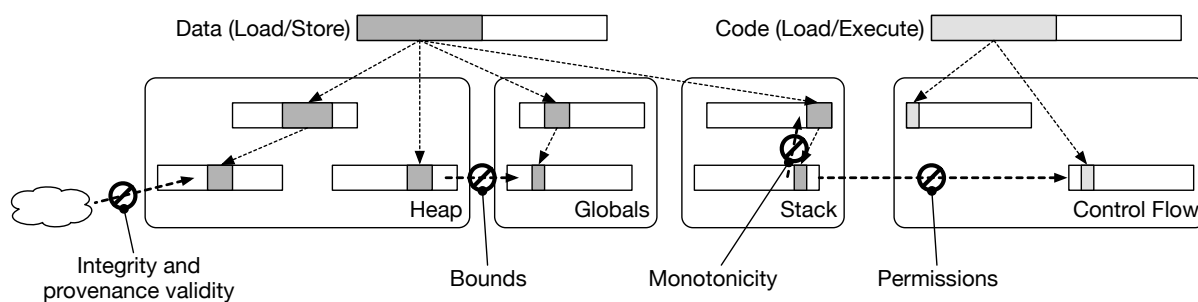 Data (Load/Store)
Code (Load/Execute)
Heap
Globals
Stack
Control Flow
Integrity and
provenance validity
Bounds
Monotonicity
Permissions